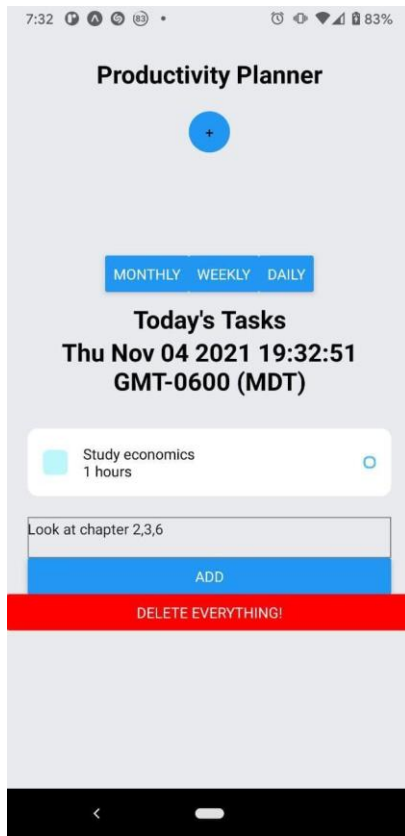 7:32 83 83%
Productivity Planner
+
MONTHLY WEEKLY DAILY
Today's Tasks
Thu Nov 04 2021 19:32:51
GMT-0600 (MDT)
Study economics
1 hours
Look at chapter 2,3,6
ADD
DELETE EVERYTHING!